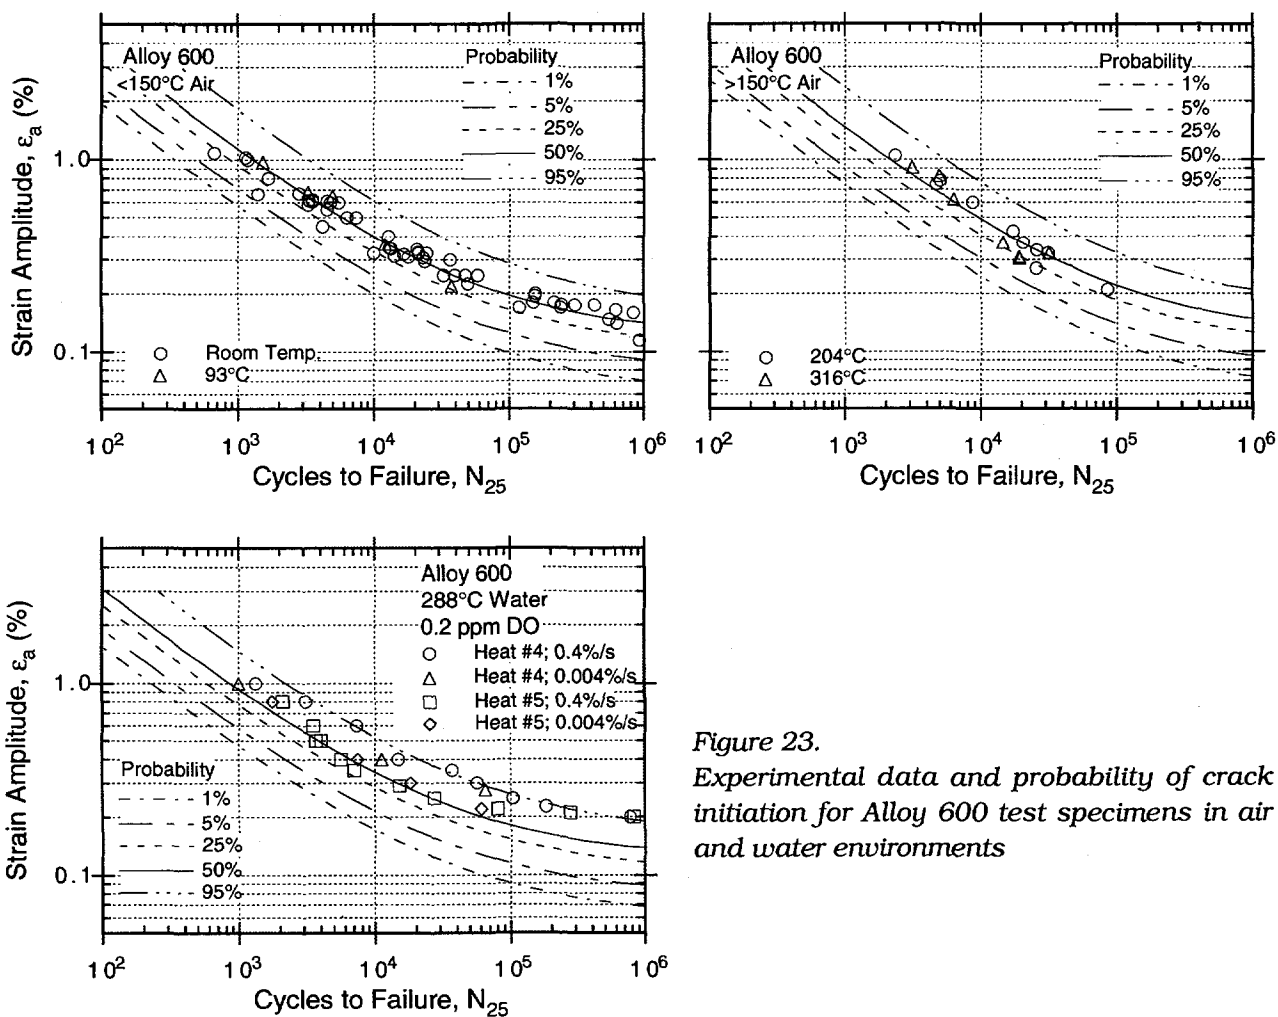 Alloy 600
<150°C Air
Probability
1%
5%
25%
50%
95%
Strain Amplitude, εa (%)
1.0
0.1
Room Temp.
93°C
10² 10³ 10⁴ 10⁵ 10⁶
Cycles to Failure, N25
Alloy 600
>150°C Air
Probability
1%
5%
25%
50%
95%
204°C
316°C
10² 10³ 10⁴ 10⁵ 10⁶
Cycles to Failure, N25
Alloy 600
288°C Water
0.2 ppm DO
Heat #4; 0.4%/s
Heat #4; 0.004%/s
Heat #5; 0.4%/s
Heat #5; 0.004%/s
Strain Amplitude, εa (%)
1.0
0.1
Probability
1%
5%
25%
50%
95%
10² 10³ 10⁴ 10⁵ 10⁶
Cycles to Failure, N25
Figure 23.
Experimental data and probability of crack
initiation for Alloy 600 test specimens in air
and water environments